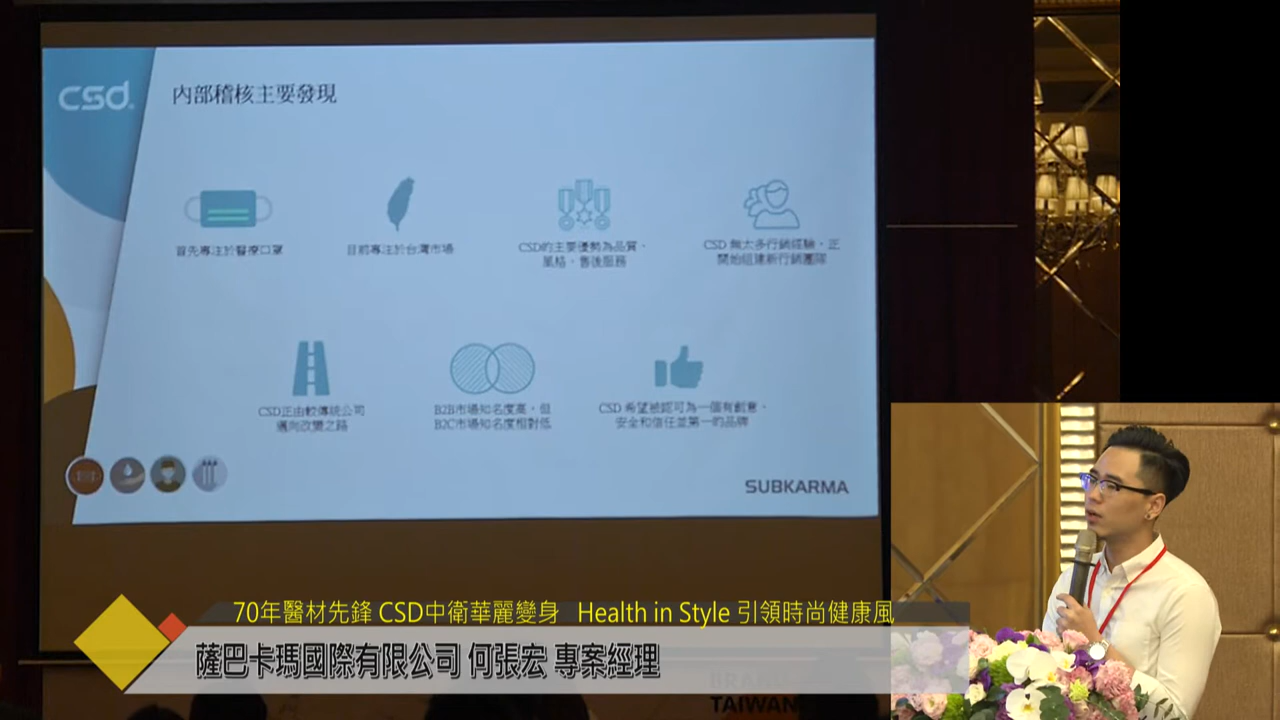 csd
內部稽核主要發現
首先專注於醫療口罩
目前專注於台灣市場
CSD的主要優勢為品質、
風格、售後服務
CSD 無太多行銷經驗，正
開始組建新行銷團隊
CSD正由較傳統公司
邁向改變之路
B2B市場知名度高，但
B2C市場知名度相對低
CSD 希望被認可為一個有創意、
安全和信任並第一的品牌
SUBKARMA
70年醫材先鋒 CSD中衛華麗變身 Health in Style 引領時尚健康風
薩巴卡瑪國際有限公司 何張宏 專案經理
TAIWAN